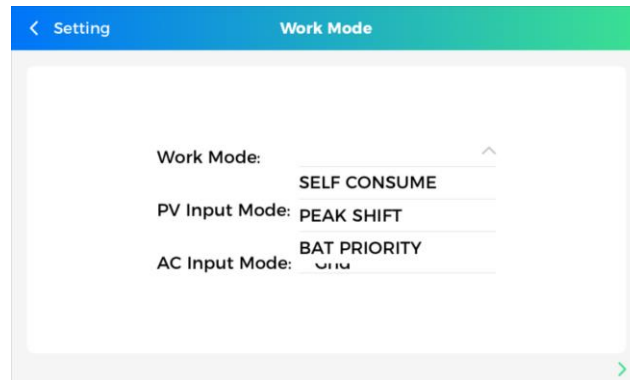 Setting
Work Mode
Work Mode:
SELF CONSUME
PV Input Mode:
PEAK SHIFT
BAT PRIORITY
AC Input Mode: